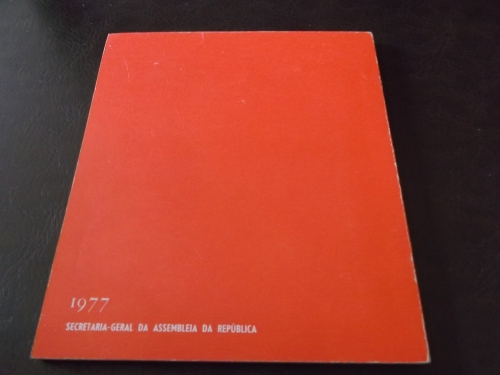 1977
SECRETARIA-GERAL DA ASSEMBLEIA DA REPÚBLICA